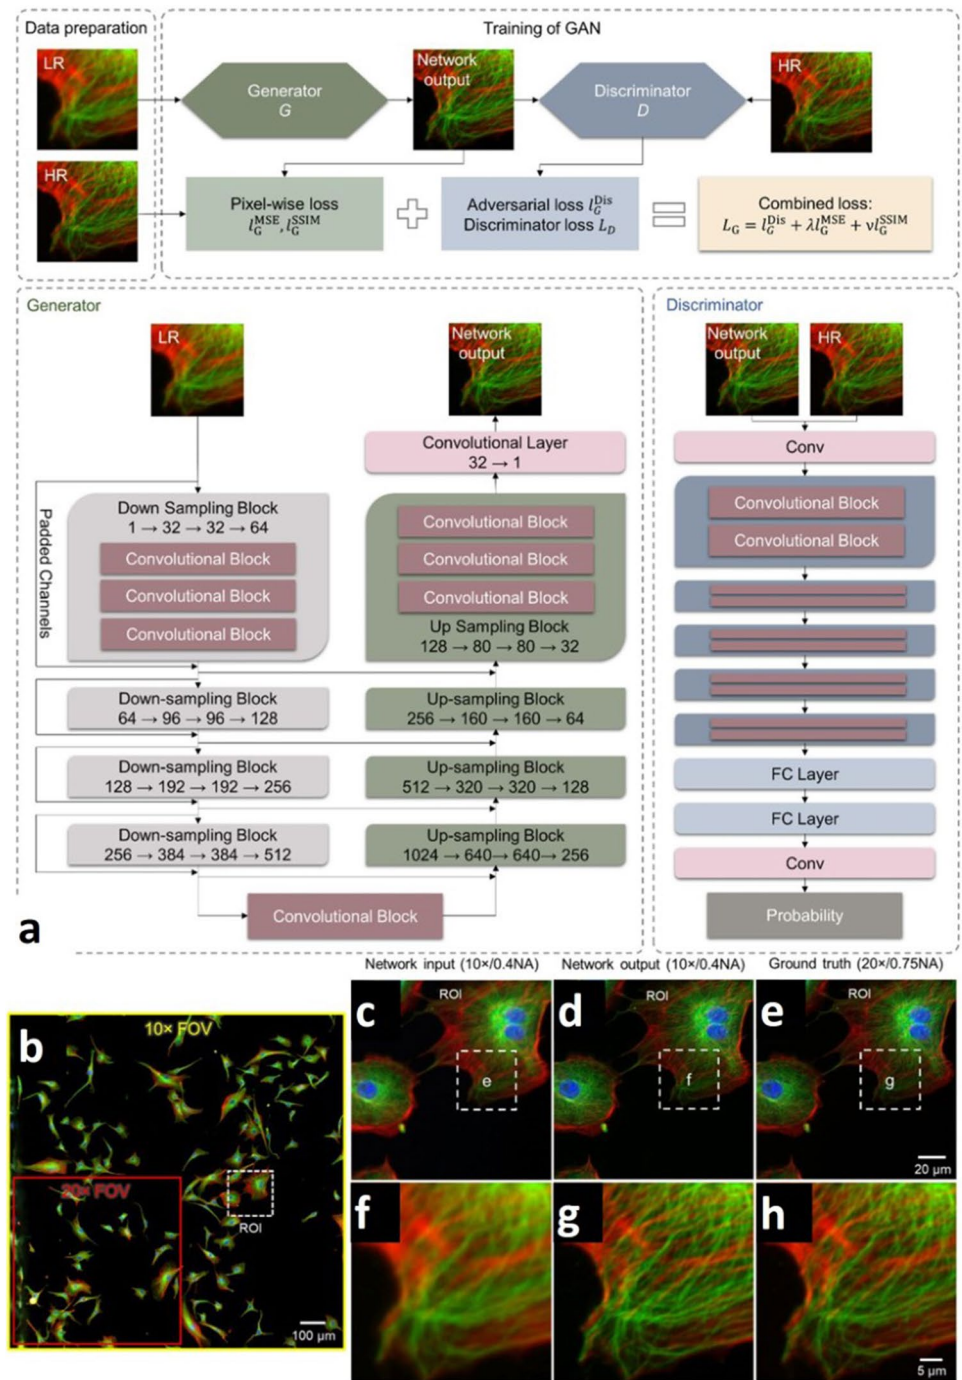 Data preparation
Training of GAN
LR
Generator
G
Network
output
Discriminator
D
HR
HR
Pixel-wise loss
l_G^MSE, l_G^SSIM
Adversarial loss l_G^Dis
Discriminator loss L_D
Combined loss:
L_G = l_G^Dis + λl_G^MSE + νl_G^SSIM
Generator
LR
Network
output
Convolutional Layer
32 → 1
Padded Channels
Down Sampling Block
1 → 32 → 32 → 64
Convolutional Block
Convolutional Block
Convolutional Block
Convolutional Block
Convolutional Block
Convolutional Block
Up Sampling Block
128 → 80 → 80 → 32
Down-sampling Block
64 → 96 → 96 → 128
Up-sampling Block
256 → 160 → 160 → 64
Down-sampling Block
128 → 192 → 192 → 256
Up-sampling Block
512 → 320 → 320 → 128
Down-sampling Block
256 → 384 → 384 → 512
Up-sampling Block
1024 → 640 → 640 → 256
Convolutional Block
a
Discriminator
Network
output
HR
Conv
Convolutional Block
Convolutional Block
FC Layer
FC Layer
Conv
Probability
b
10× FOV
20× FOV
ROI
100 μm
Network input (10×/0.4NA)
Network output (10×/0.4NA)
Ground truth (20×/0.75NA)
c
ROI
e
d
ROI
f
e
ROI
g
20 μm
f
g
h
5 μm